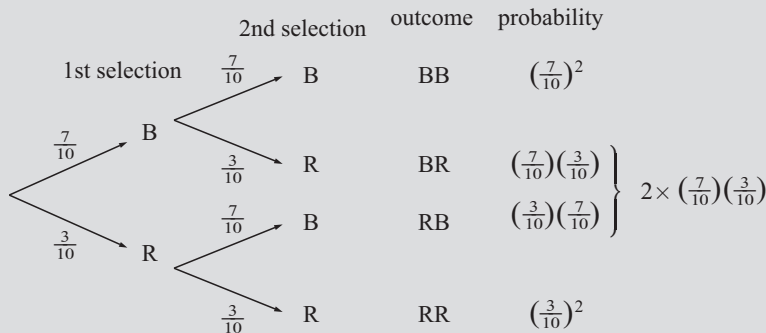 1st selection 2nd selection outcome probability
7/10 B 7/10 B BB (7/10)^2
3/10 R BR (7/10)(3/10)
3/10 R 7/10 B RB (3/10)(7/10)
} 2 × (7/10)(3/10)
3/10 R RR (3/10)^2